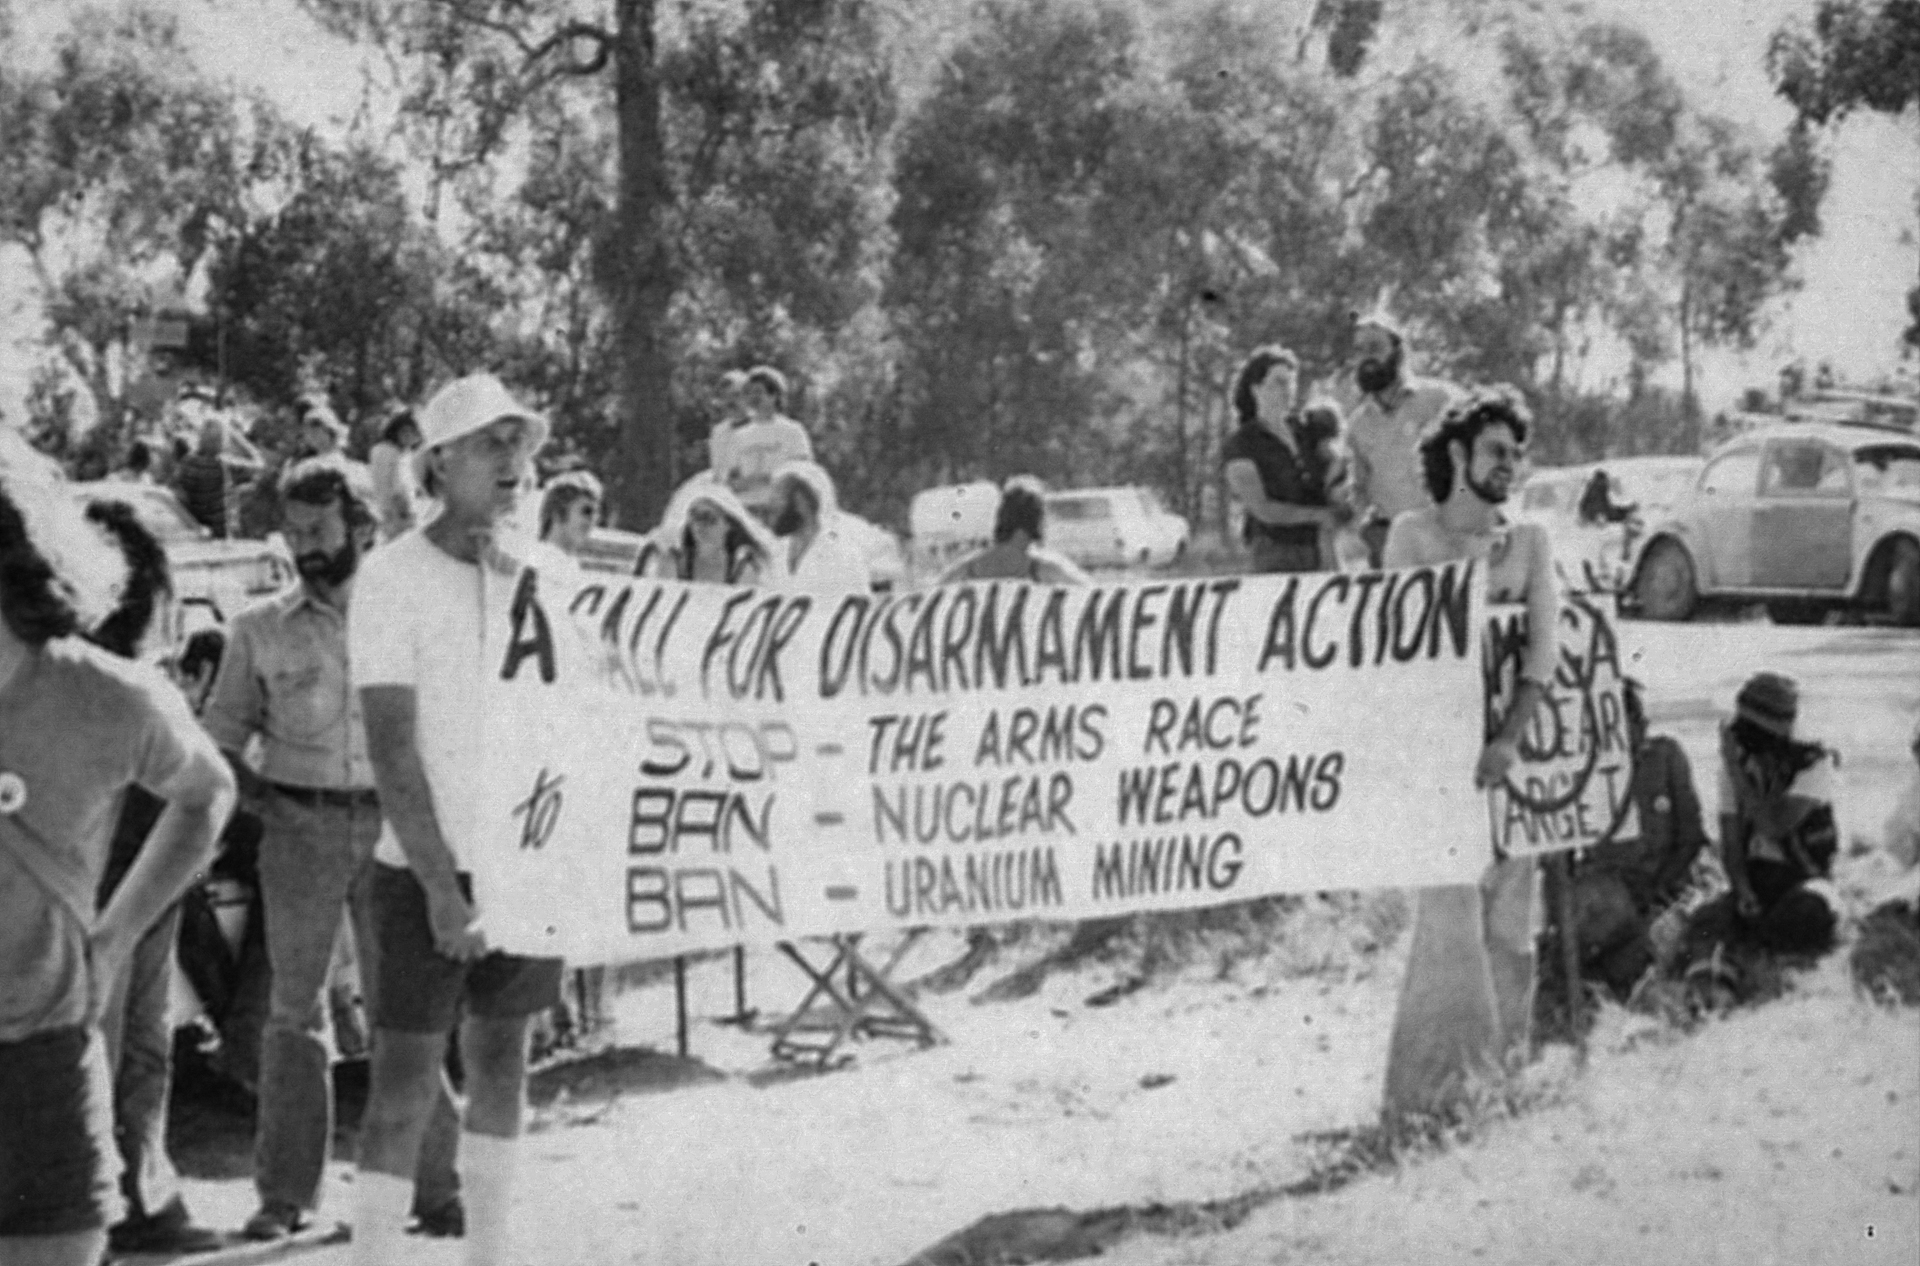 A CALL FOR DISARMAMENT ACTION
to
STOP - THE ARMS RACE
BAN - NUCLEAR WEAPONS
BAN - URANIUM MINING